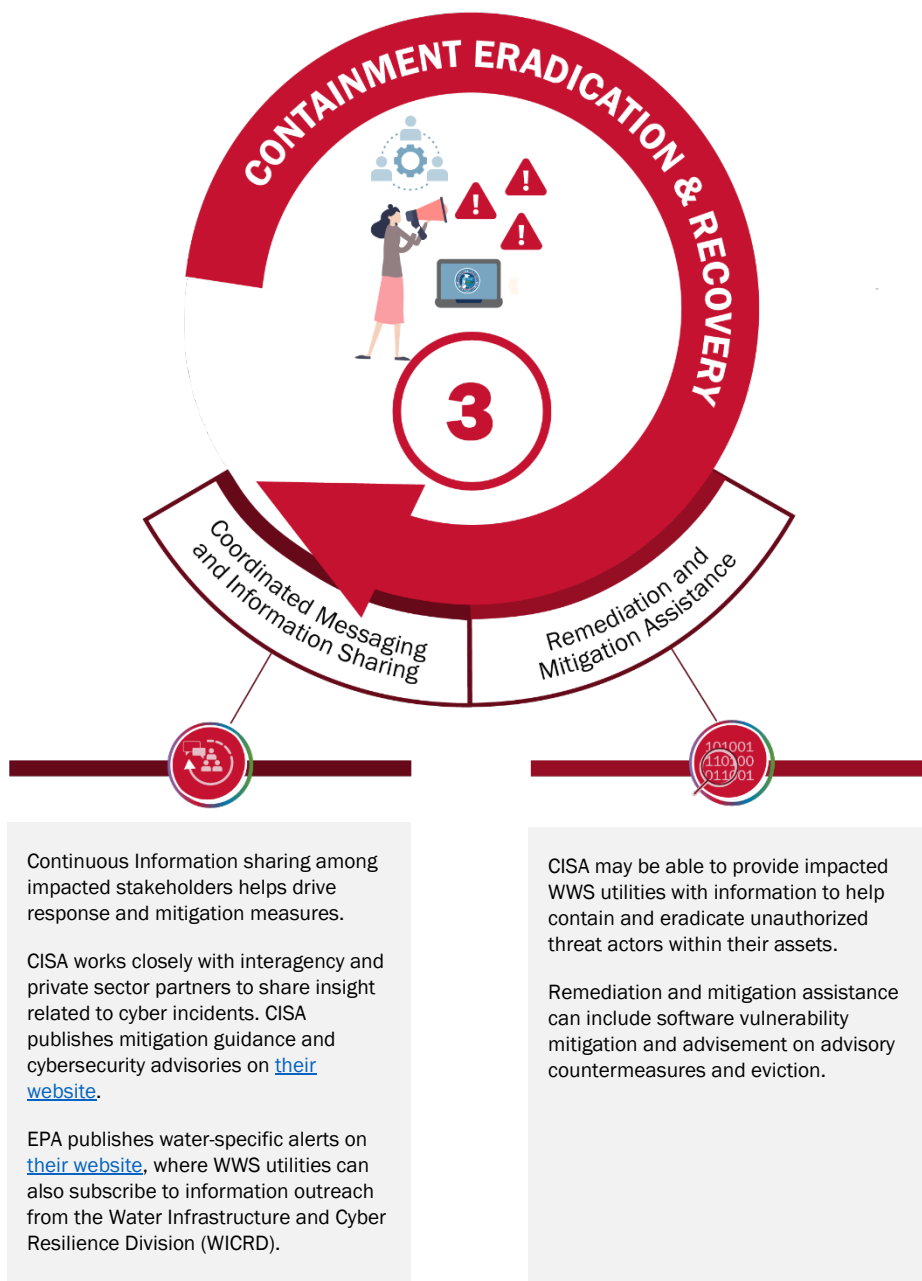 CONTAINMENT ERADICATION & RECOVERY
!
!
!
3
Coordinated Messaging
and Information Sharing
Remediation and
Mitigation Assistance
101001
110100
011001
Continuous Information sharing among
impacted stakeholders helps drive
response and mitigation measures.
CISA works closely with interagency and
private sector partners to share insight
related to cyber incidents. CISA
publishes mitigation guidance and
cybersecurity advisories on their
website.
EPA publishes water-specific alerts on
their website, where WWS utilities can
also subscribe to information outreach
from the Water Infrastructure and Cyber
Resilience Division (WICRD).
CISA may be able to provide impacted
WWS utilities with information to help
contain and eradicate unauthorized
threat actors within their assets.
Remediation and mitigation assistance
can include software vulnerability
mitigation and advisement on advisory
countermeasures and eviction.